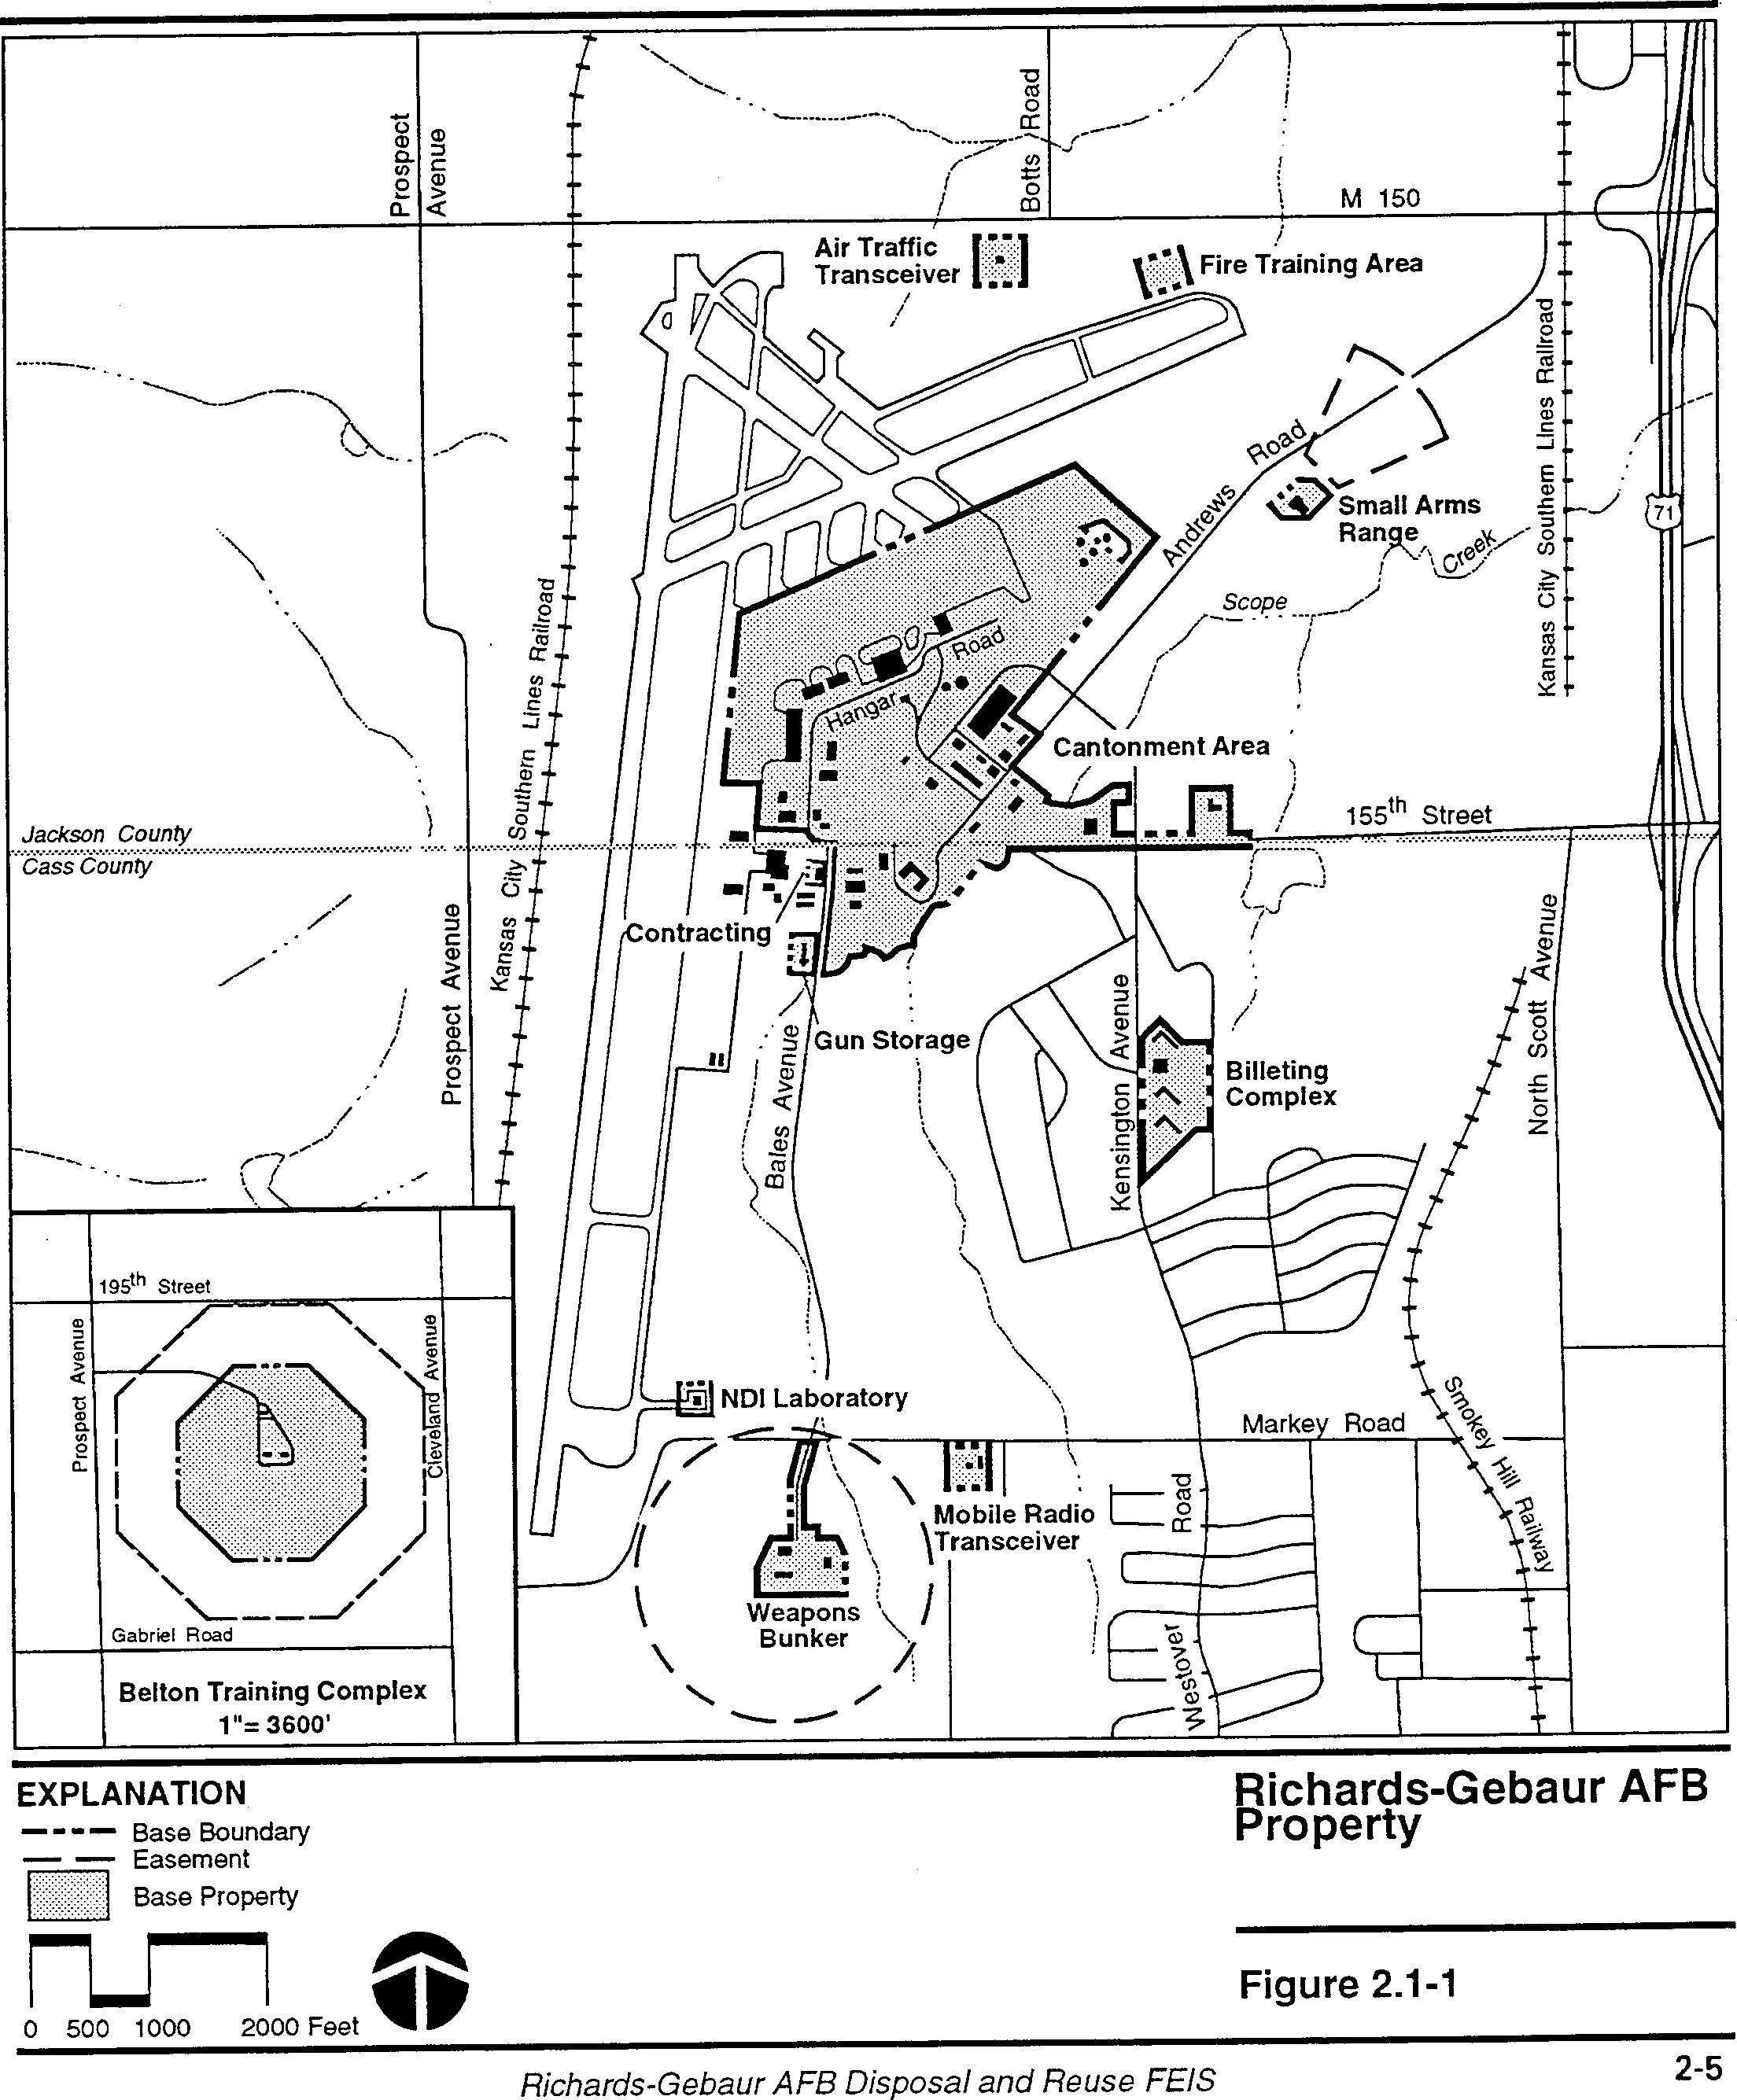 Prospect
Avenue
Botts Road
M 150
Air Traffic
Transceiver
Fire Training Area
Kansas City Southern Lines Railroad
Andrews Road
Small Arms
Range
71
Scope Creek
Kansas City Southern Lines Railroad
Hangar Road
Cantonment Area
155th Street
Jackson County
Cass County
Prospect Avenue
Contracting
Gun Storage
Bales Avenue
Kensington Avenue
Billeting
Complex
North Scott Avenue
195th Street
Prospect Avenue
Cleveland Avenue
Gabriel Road
Belton Training Complex
1"= 3600'
NDI Laboratory
Markey Road
Smokey Hill Railway
Mobile Radio
Transceiver
Westover Road
Weapons
Bunker
EXPLANATION
Base Boundary
Easement
Base Property
0 500 1000 2000 Feet
Richards-Gebaur AFB
Property
Figure 2.1-1
Richards-Gebaur AFB Disposal and Reuse FEIS
2-5